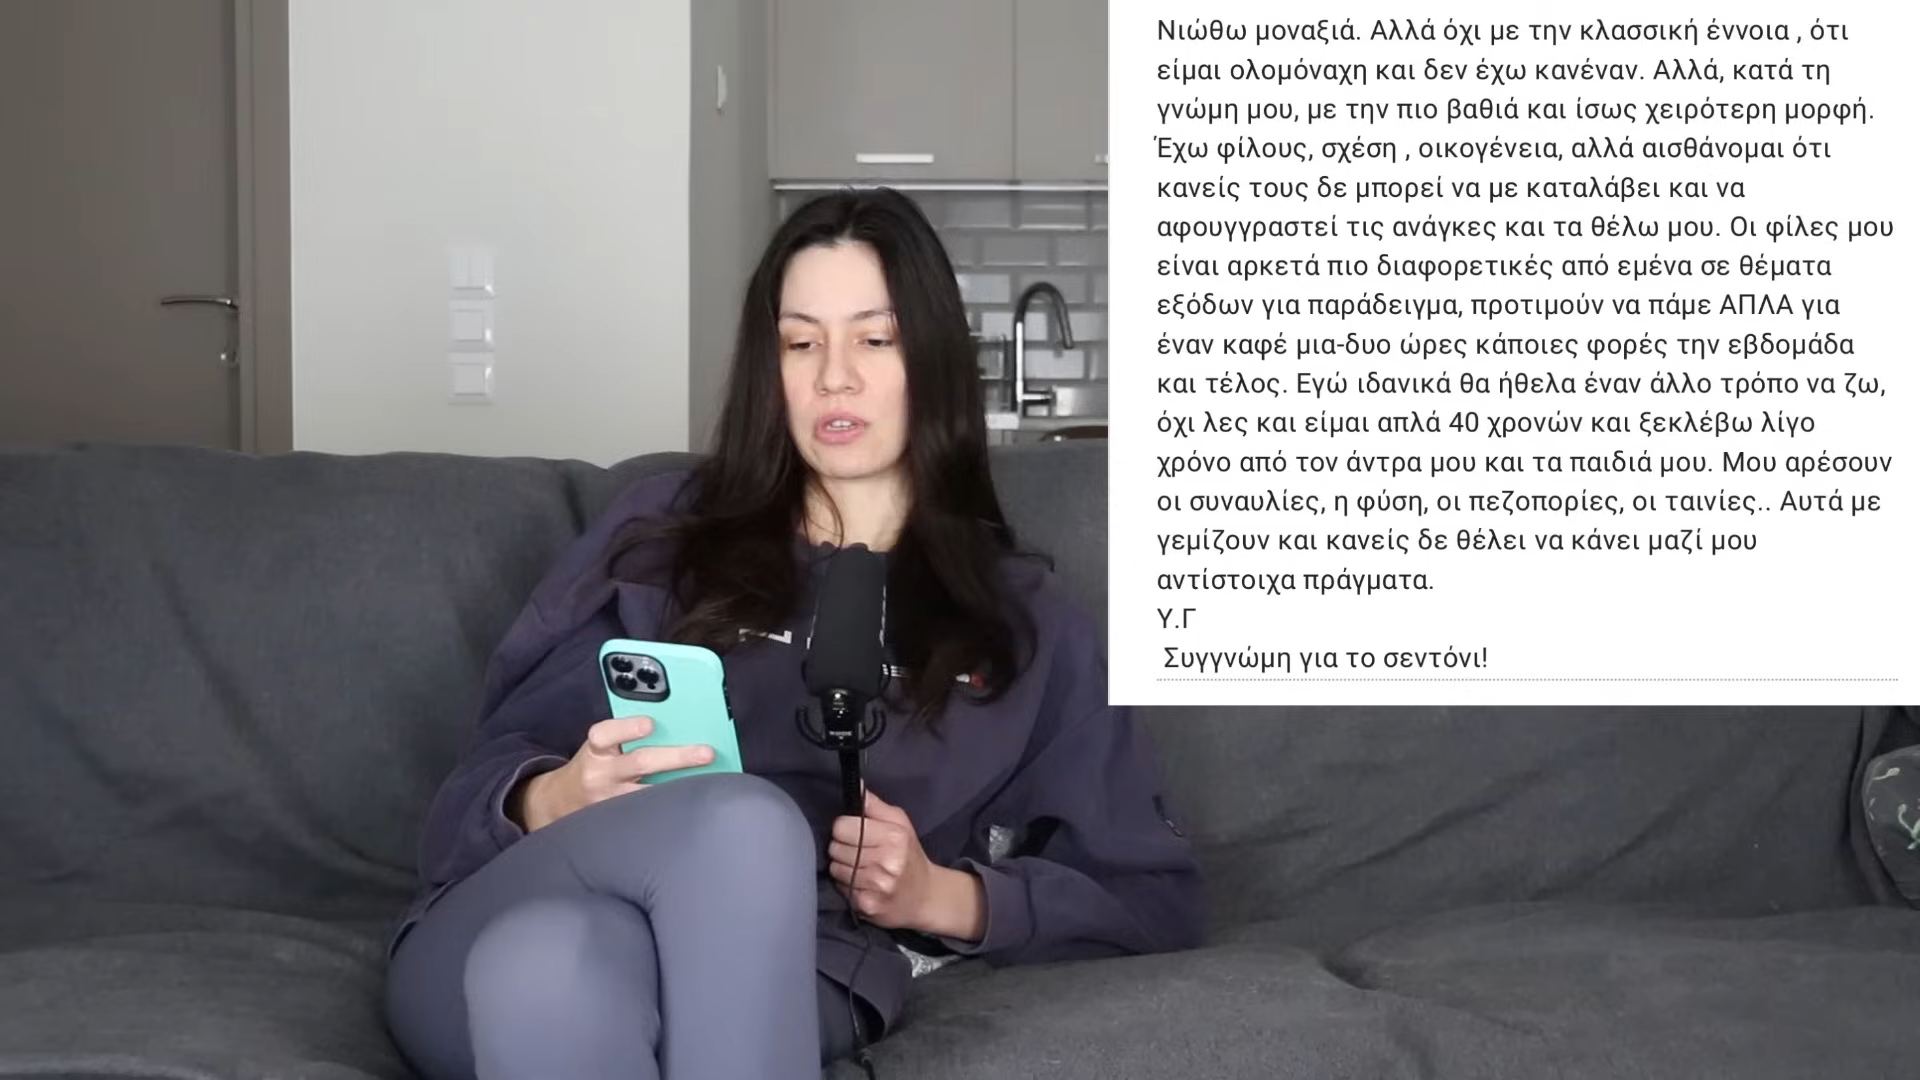 Νιώθω μοναξιά. Αλλά όχι με την κλασσική έννοια , ότι
είμαι ολομόναχη και δεν έχω κανέναν. Αλλά, κατά τη
γνώμη μου, με την πιο βαθιά και ίσως χειρότερη μορφή.
Έχω φίλους, σχέση , οικογένεια, αλλά αισθάνομαι ότι
κανείς τους δε μπορεί να με καταλάβει και να
αφουγγραστεί τις ανάγκες και τα θέλω μου. Οι φίλες μου
είναι αρκετά πιο διαφορετικές από εμένα σε θέματα
εξόδων για παράδειγμα, προτιμούν να πάμε ΑΠΛΑ για
έναν καφέ μια-δυο ώρες κάποιες φορές την εβδομάδα
και τέλος. Εγώ ιδανικά θα ήθελα έναν άλλο τρόπο να ζω,
όχι λες και είμαι απλά 40 χρονών και ξεκλέβω λίγο
χρόνο από τον άντρα μου και τα παιδιά μου. Μου αρέσουν
οι συναυλίες, η φύση, οι πεζοπορίες, οι ταινίες.. Αυτά με
γεμίζουν και κανείς δε θέλει να κάνει μαζί μου
αντίστοιχα πράγματα.
Υ.Γ
Συγγνώμη για το σεντόνι!